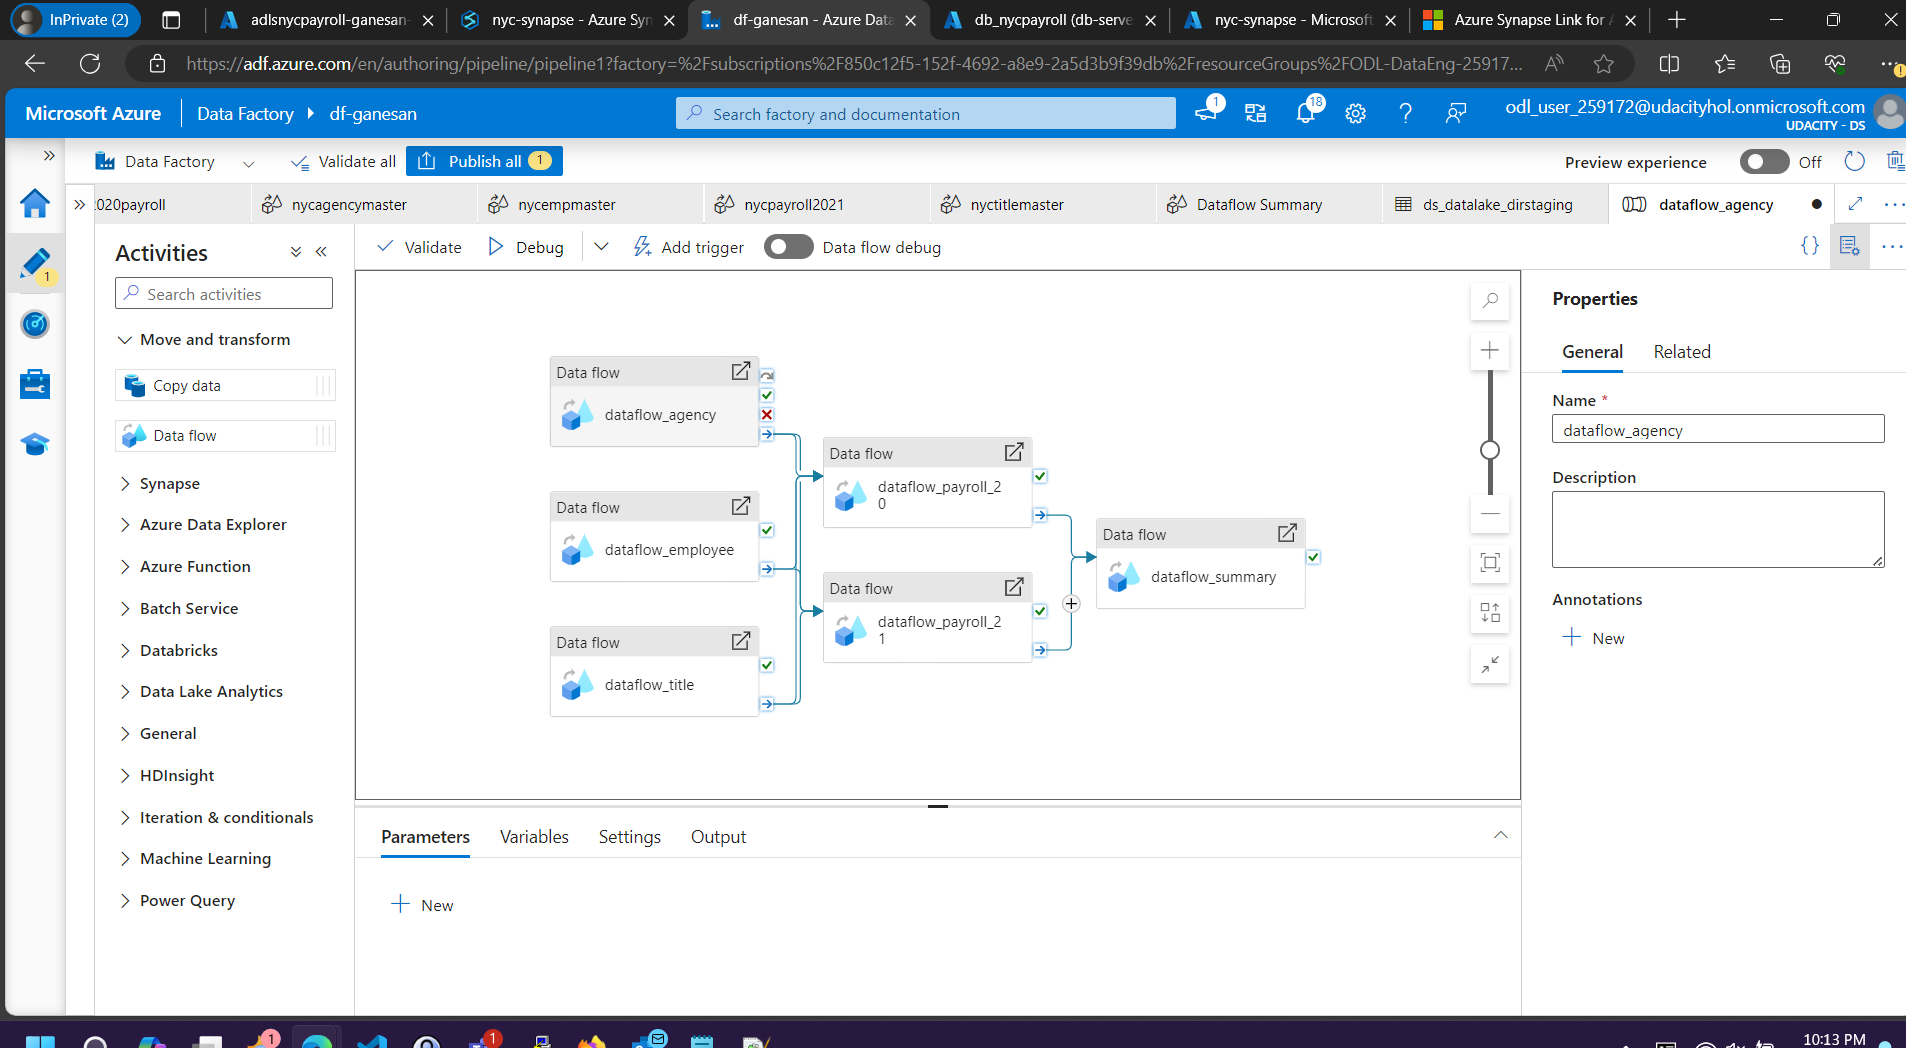 InPrivate (2)
adlsnycpayroll-ganesan-
nyc-synapse - Azure Syn
df-ganesan - Azure Data
db_nycpayroll (db-serve
nyc-synapse - Microsoft
Azure Synapse Link for
https://adf.azure.com/en/authoring/pipeline/pipeline1?factory=%2Fsubscriptions%2F850c12f5-152f-4692-a8e9-2a5d3b9f39db%2FresourceGroups%2FODL-DataEng-25917...
Microsoft Azure
Data Factory
df-ganesan
Search factory and documentation
1
18
odl_user_259172@udacityhol.onmicrosoft.com
UDACITY - DS
Data Factory
Validate all
Publish all
1
Preview experience
Off
2020payroll
nycagencymaster
nycempmaster
nycpayroll2021
nyctitlemaster
Dataflow Summary
ds_datalake_dirstaging
dataflow_agency
1
Activities
Validate
Debug
Add trigger
Data flow debug
Search activities
Move and transform
Copy data
Data flow
Synapse
Azure Data Explorer
Azure Function
Batch Service
Databricks
Data Lake Analytics
General
HDInsight
Iteration & conditionals
Machine Learning
Power Query
Data flow
dataflow_agency
Data flow
dataflow_employee
Data flow
dataflow_title
Data flow
dataflow_payroll_2
0
Data flow
dataflow_payroll_2
1
Data flow
dataflow_summary
Parameters
Variables
Settings
Output
New
Properties
General
Related
Name *
dataflow_agency
Description
Annotations
New
1
1
10:13 PM